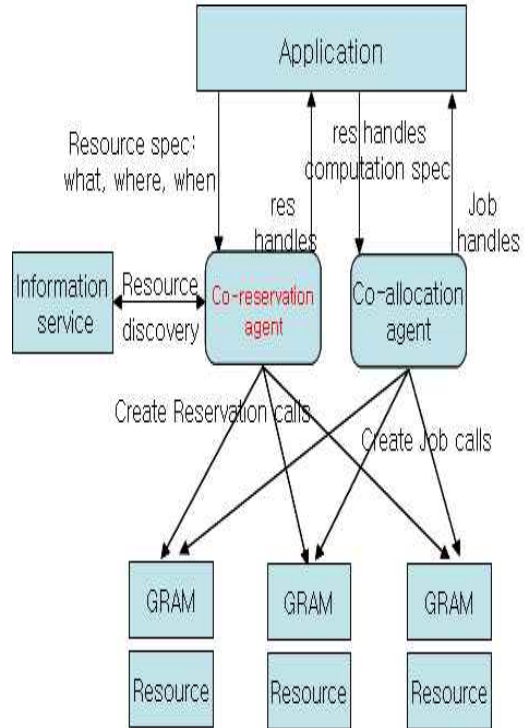 Application
Resource spec:
what, where, when
res
handles
res handles
computation spec
Job
handles
Information
service
Resource
discovery
Co-reservation
agent
Co-allocation
agent
Create Reservation calls
Create Job calls
GRAM
GRAM
GRAM
Resource
Resource
Resource